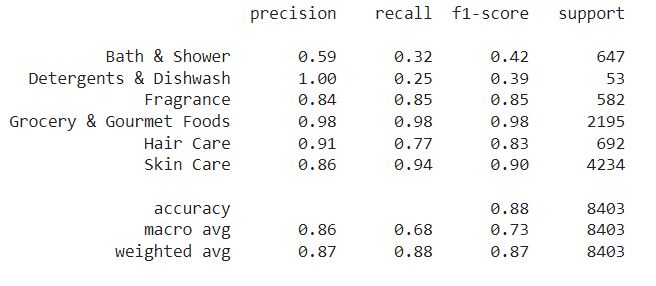 precision recall f1-score support
Bath & Shower 0.59 0.32 0.42 647
Detergents & Dishwash 1.00 0.25 0.39 53
Fragrance 0.84 0.85 0.85 582
Grocery & Gourmet Foods 0.98 0.98 0.98 2195
Hair Care 0.91 0.77 0.83 692
Skin Care 0.86 0.94 0.90 4234
accuracy 0.88 8403
macro avg 0.86 0.68 0.73 8403
weighted avg 0.87 0.88 0.87 8403